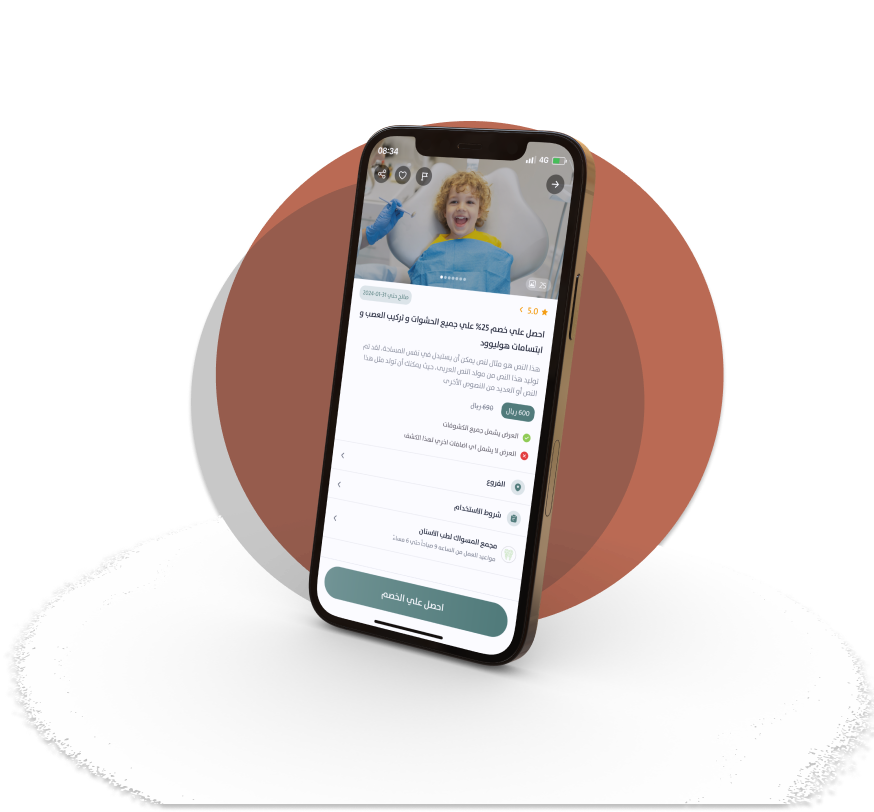 08:34
4G
25
5.0
صالح حتي 31-01-2024
احصل علي خصم 25% علي جميع الحشوات و تركيب العصب و
ابتسامات هوليوود
هذا النص هو مثال لنص يمكن أن يستبدل في نفس المساحة، لقد تم
توليد هذا النص من مولد النص العربى، حيث يمكنك أن تولد مثل هذا
النص أو العديد من النصوص الأخرى
600 ريال
690 ريال
العرض يشمل جميع الكشوفات
العرض لا يشمل اي اضافات اخري لهذا الكشف
الفروع
شروط الاستخدام
مجمع المسواك لطب الأسنان
مواعيد العمل من الساعه 9 صباحاً حتي 6 مساءً
احصل علي الخصم